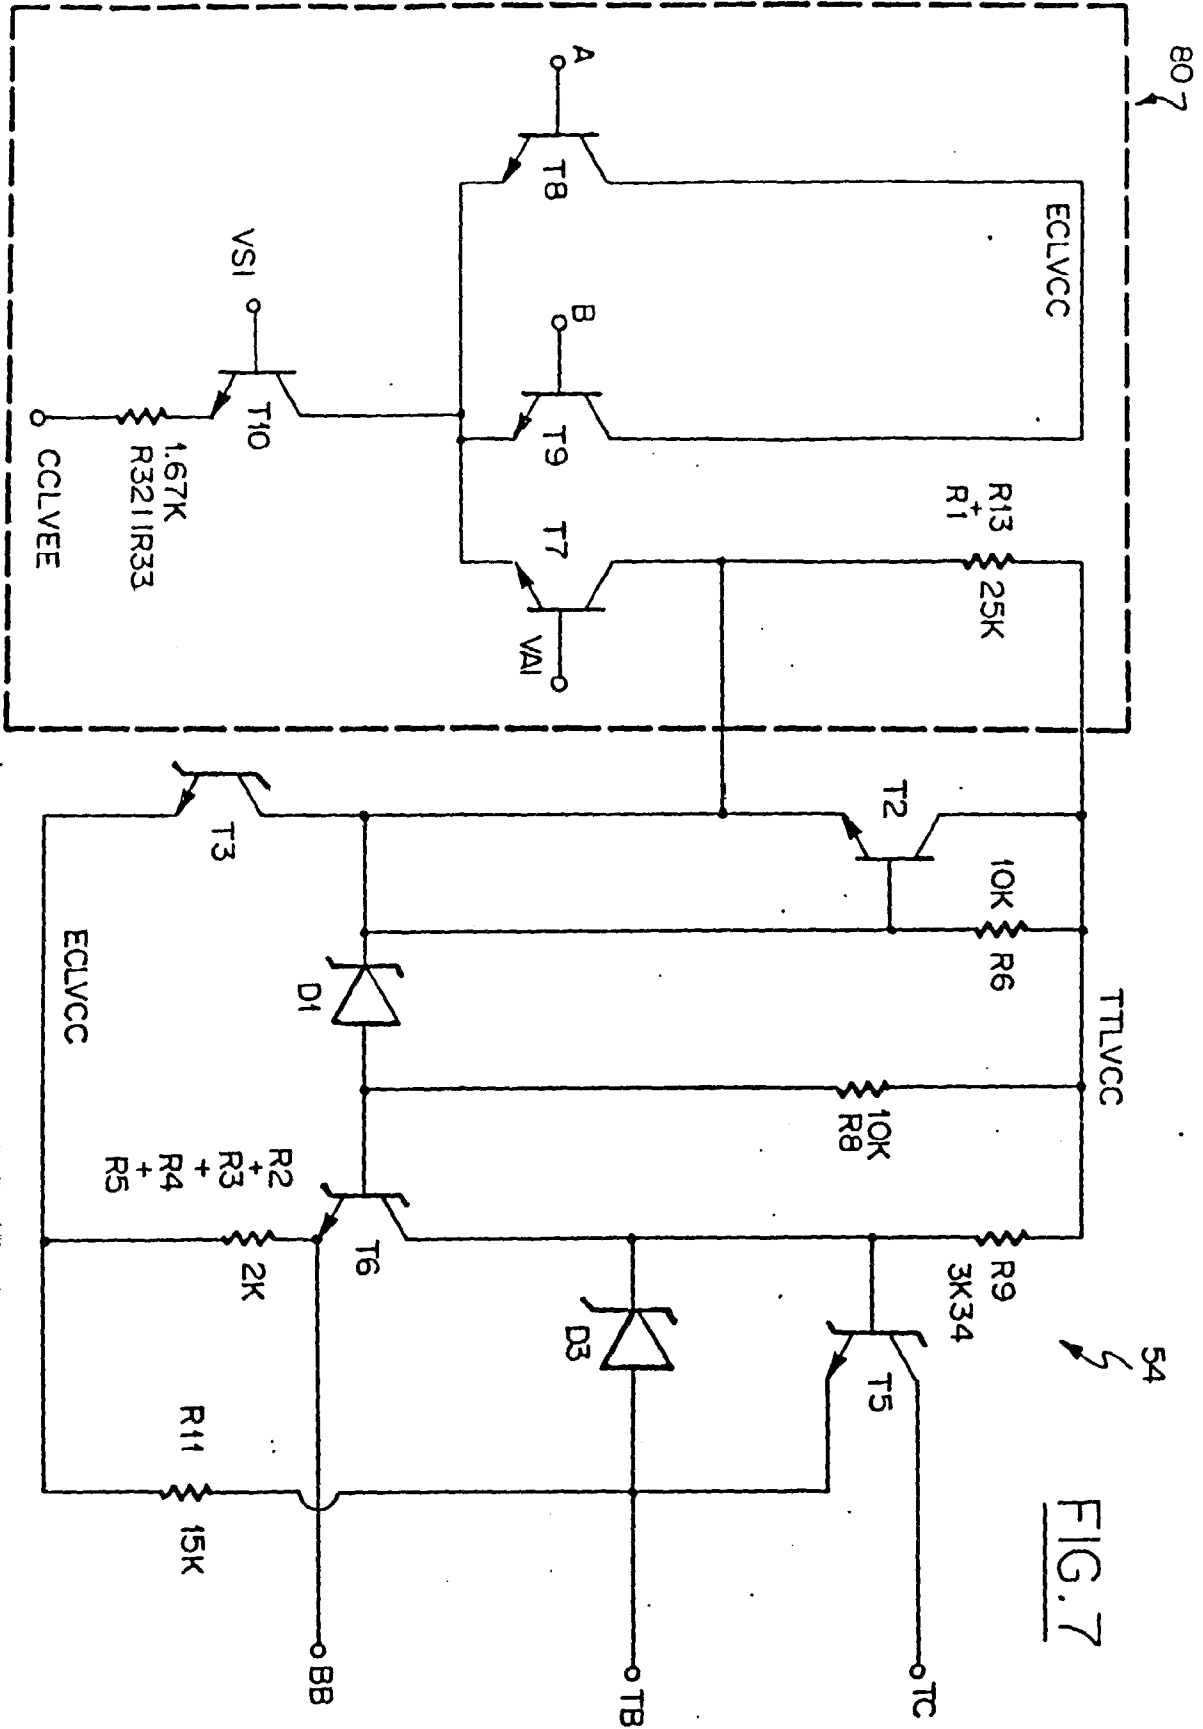 FIG. 7
80
54
TTLVCC
ECLVCC
R13
+
R1
25K
10K
R6
10K
R8
R9
3K34
T2
T5
TC
A
T8
B
T9
T7
VAI
D3
TB
VSI
T10
T3
D1
T6
BB
1.67K
R32IIR33
R2
+
R3
+
R4
+
R5
2K
R11
15K
CCLVEE
ECLVCC